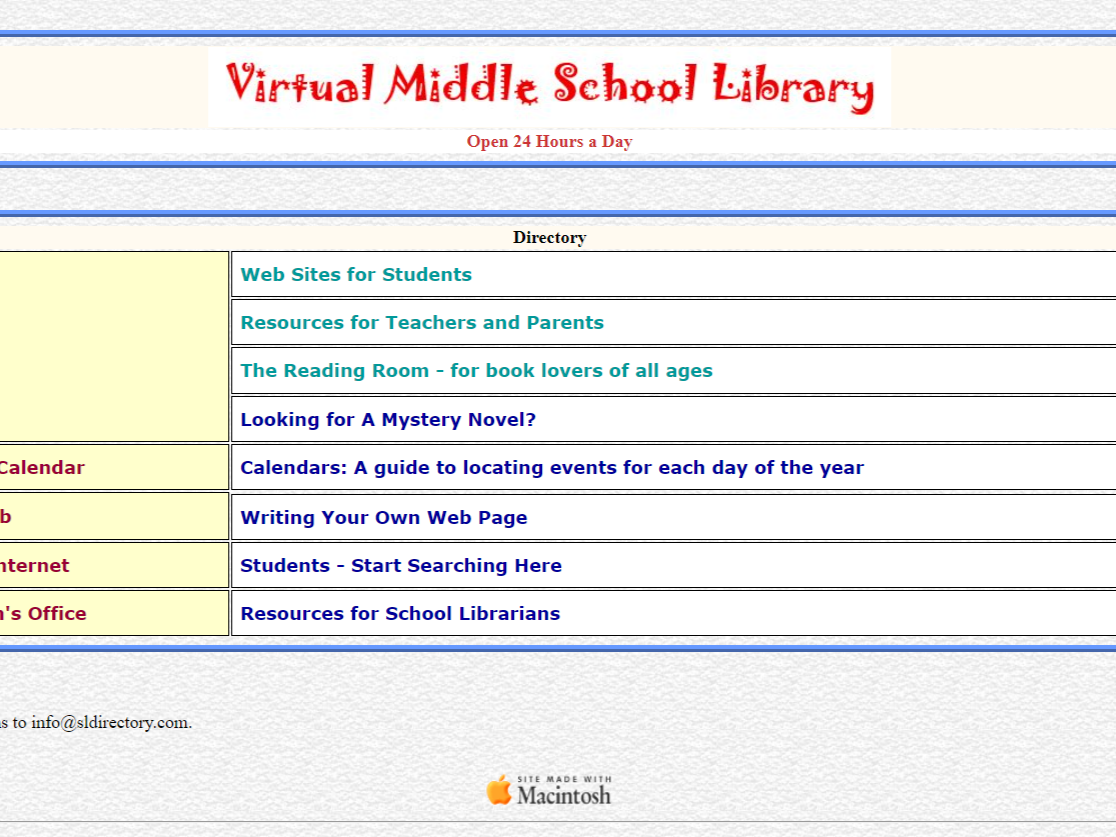 Virtual Middle School Library
Open 24 Hours a Day
Directory
Web Sites for Students
Resources for Teachers and Parents
The Reading Room - for book lovers of all ages
Looking for A Mystery Novel?
Calendar
Calendars: A guide to locating events for each day of the year
Writing Your Own Web Page
Students - Start Searching Here
Office
Resources for School Librarians
to info@sldirectory.com.
SITE MADE WITH
Macintosh